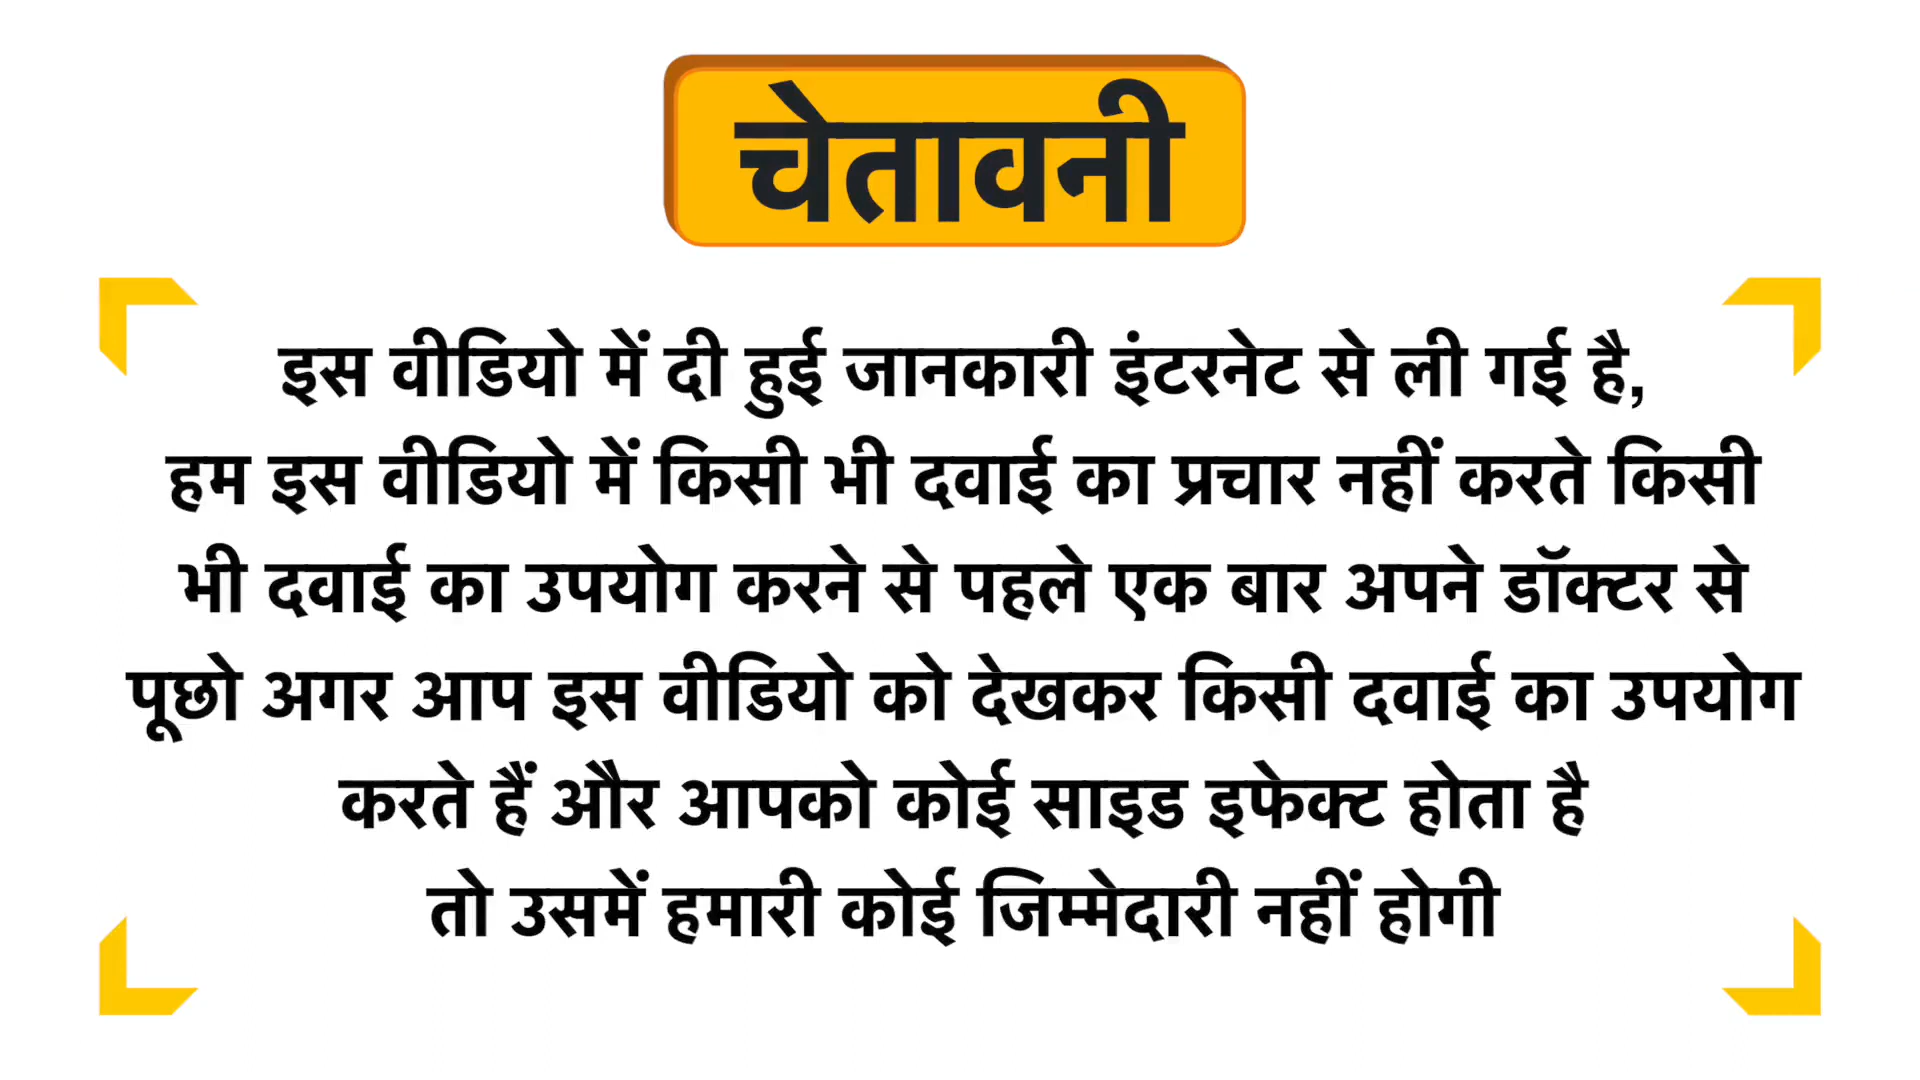 चेतावनी
इस वीडियो में दी हुई जानकारी इंटरनेट से ली गई है,
हम इस वीडियो में किसी भी दवाई का प्रचार नहीं करते किसी
भी दवाई का उपयोग करने से पहले एक बार अपने डॉक्टर से
पूछो अगर आप इस वीडियो को देखकर किसी दवाई का उपयोग
करते हैं और आपको कोई साइड इफेक्ट होता है
तो उसमें हमारी कोई जिम्मेदारी नहीं होगी